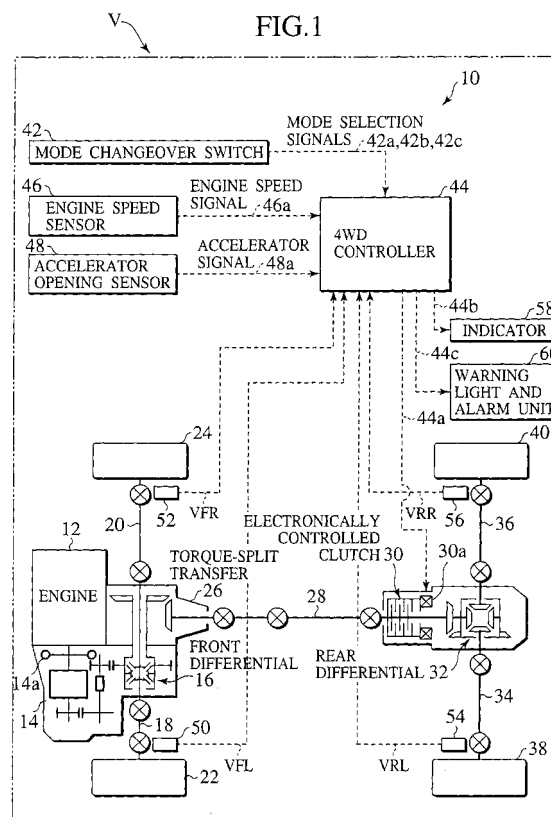 V
FIG.1
10
42
MODE CHANGEOVER SWITCH
MODE SELECTION
SIGNALS
42a,42b,42c
46
ENGINE SPEED
SENSOR
ENGINE SPEED
SIGNAL
46a
44
4WD
CONTROLLER
48
ACCELERATOR
OPENING SENSOR
ACCELERATOR
SIGNAL
48a
44b
58
INDICATOR
44c
60
WARNING
LIGHT AND
ALARM UNIT
44a
24
40
52
VFR
VRR
56
20
36
12
ENGINE
TORQUE-SPLIT
TRANSFER
26
ELECTRONICALLY
CONTROLLED
CLUTCH
30
30a
28
FRONT
DIFFERENTIAL
16
REAR
DIFFERENTIAL
32
14a
14
34
18
50
VFL
54
VRL
22
38